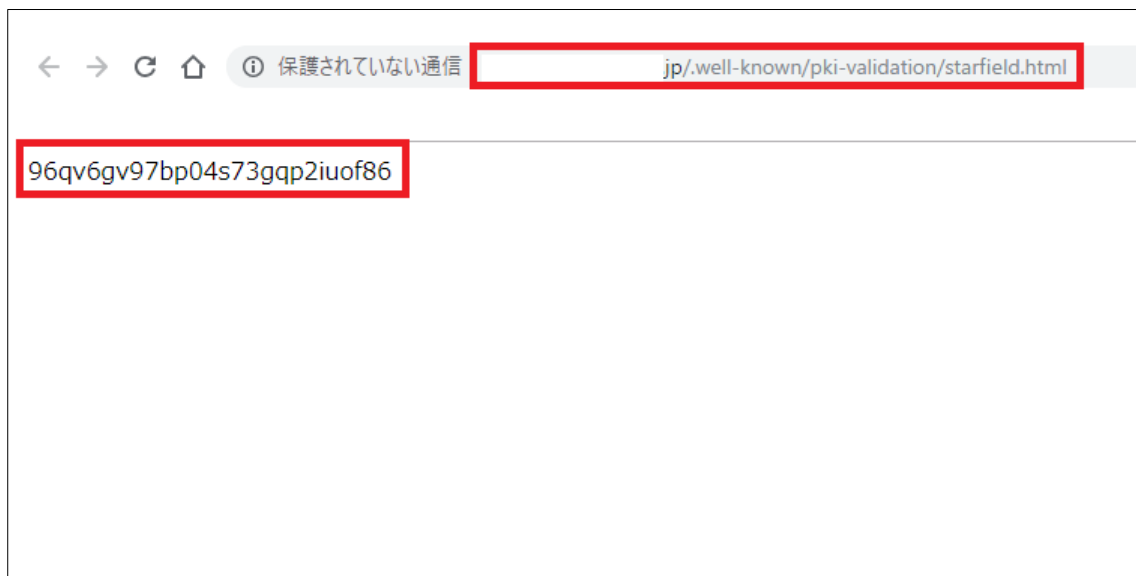 保護されていない通信 jp/.well-known/pki-validation/starfield.html
96qv6gv97bp04s73gqp2iuof86